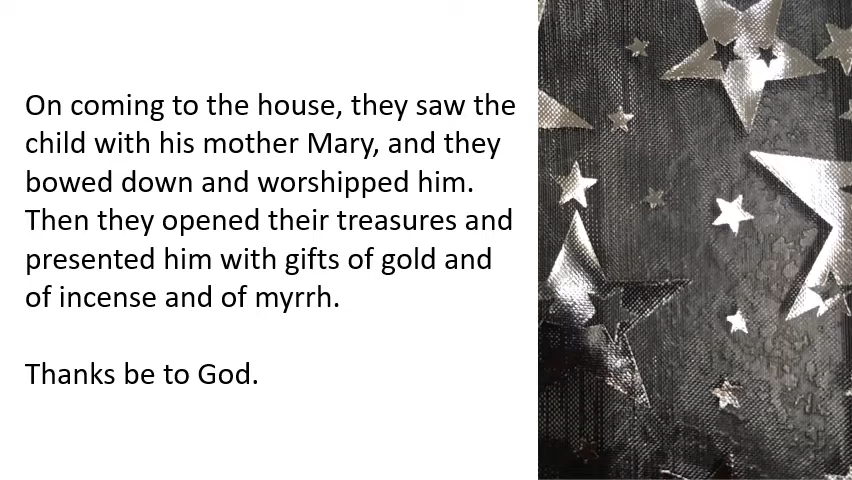 On coming to the house, they saw the
child with his mother Mary, and they
bowed down and worshipped him.
Then they opened their treasures and
presented him with gifts of gold and
of incense and of myrrh.
Thanks be to God.